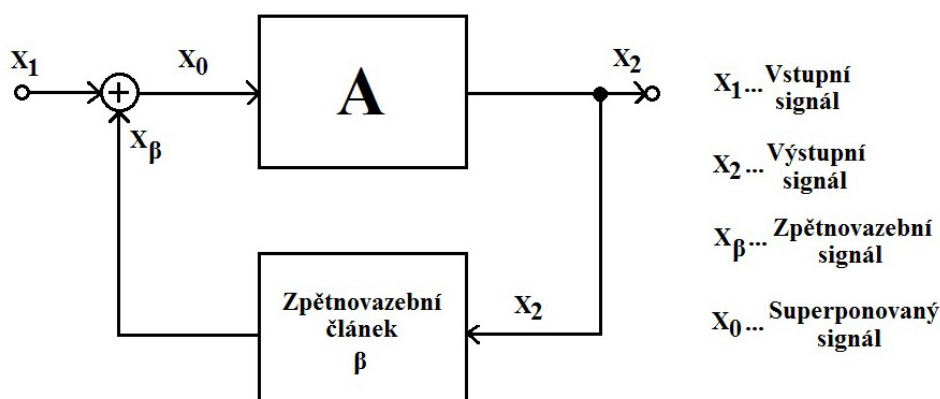 X1
X0
A
X2
+
Xβ
Zpětnovazební
článek
β
X2
X1... Vstupní
signál
X2... Výstupní
signál
Xβ... Zpětnovazební
signál
X0... Superponovaný
signál